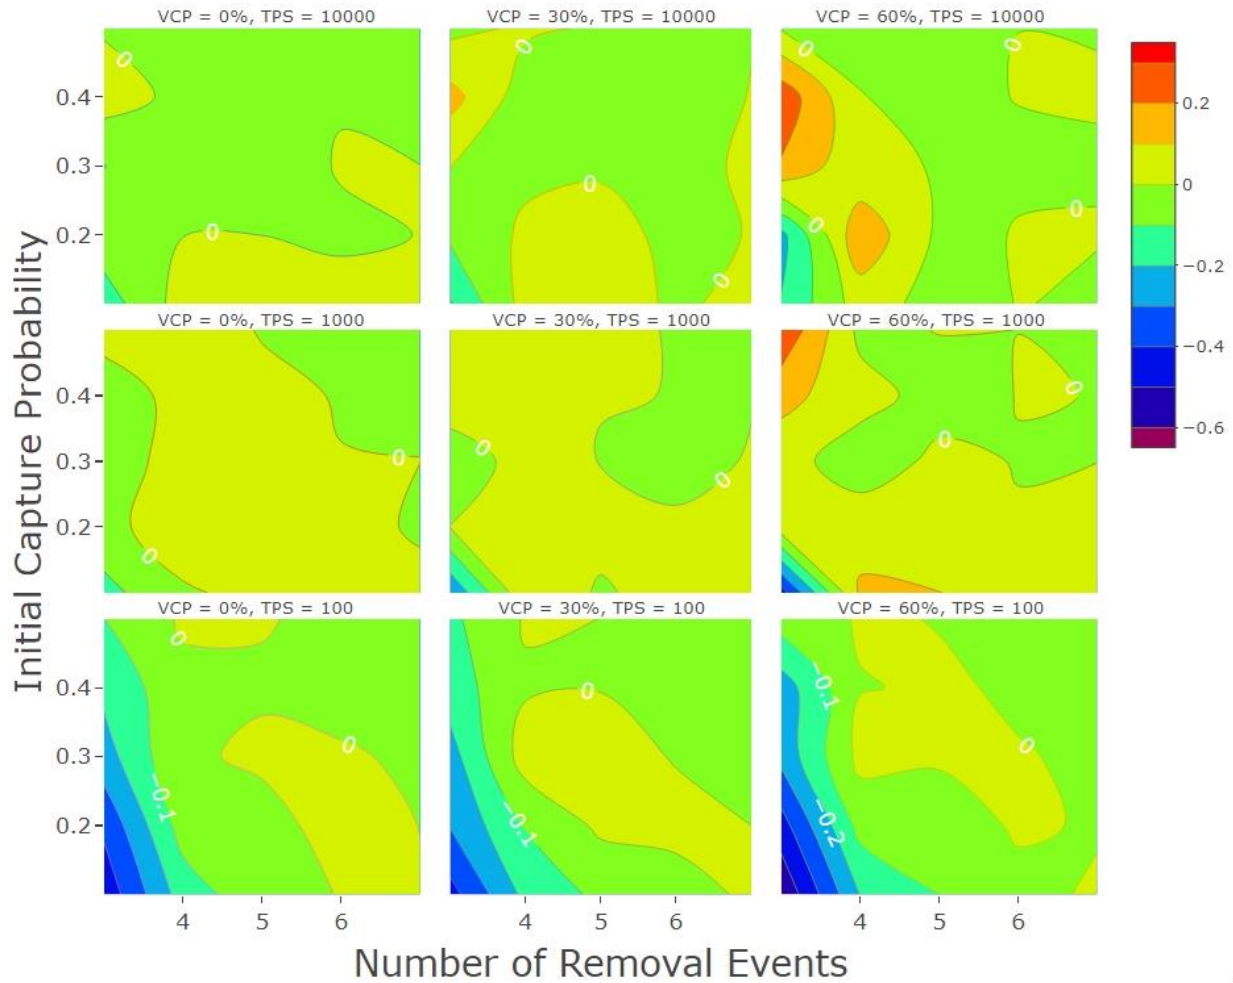 VCP = 0%, TPS = 10000
VCP = 30%, TPS = 10000
VCP = 60%, TPS = 10000
0
0
0
0
0
0
0
0
0
0
0.4
0.3
0.2
0.2
0
−0.2
−0.4
−0.6
VCP = 0%, TPS = 1000
VCP = 30%, TPS = 1000
VCP = 60%, TPS = 1000
0
0
0
0
0
0
0.4
0.3
0.2
VCP = 0%, TPS = 100
VCP = 30%, TPS = 100
VCP = 60%, TPS = 100
0
0
−0.1
0
−0.1
−0.1
0
−0.2
0.4
0.3
0.2
4 5 6
4 5 6
4 5 6
Initial Capture Probability
Number of Removal Events